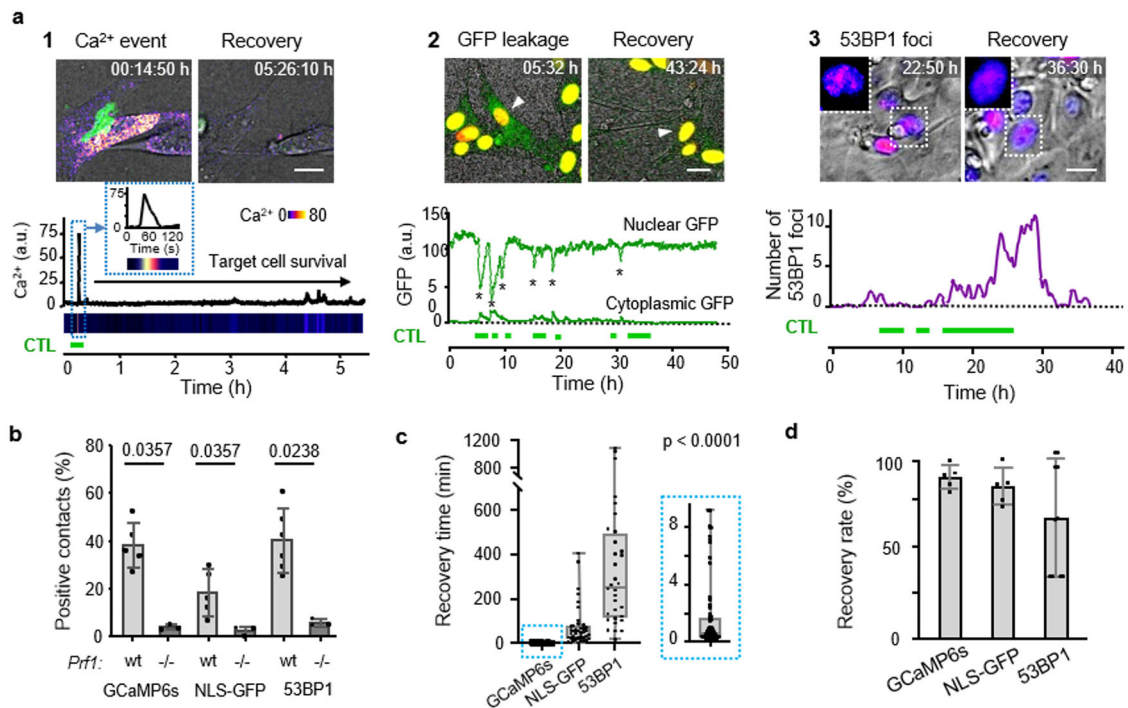 a
1 Ca²⁺ event Recovery
00:14:50 h 05:26:10 h
75
0
60 120
Time (s)
Ca²⁺ 0 80
Target cell survival
Ca²⁺ (a.u.)
75
50
25
0
CTL
0 1 2 3 4 5
Time (h)
2 GFP leakage Recovery
05:32 h 43:24 h
GFP (a.u.)
150
100
50
5
0
Nuclear GFP
* * * * * *
Cytoplasmic GFP
CTL
0 10 20 30 40 50
Time (h)
3 53BP1 foci Recovery
22:50 h 36:30 h
Number of
53BP1 foci
10
5
0
CTL
0 10 20 30 40
Time (h)
b
Positive contacts (%)
80
60
40
20
0
0.0357 0.0357 0.0238
Prf1: wt -/- wt -/- wt -/-
GCaMP6s NLS-GFP 53BP1
c
Recovery time (min)
1200
800
600
400
200
0
p < 0.0001
8
4
0
GCaMP6s NLS-GFP 53BP1
d
Recovery rate (%)
100
50
0
GCaMP6s NLS-GFP 53BP1